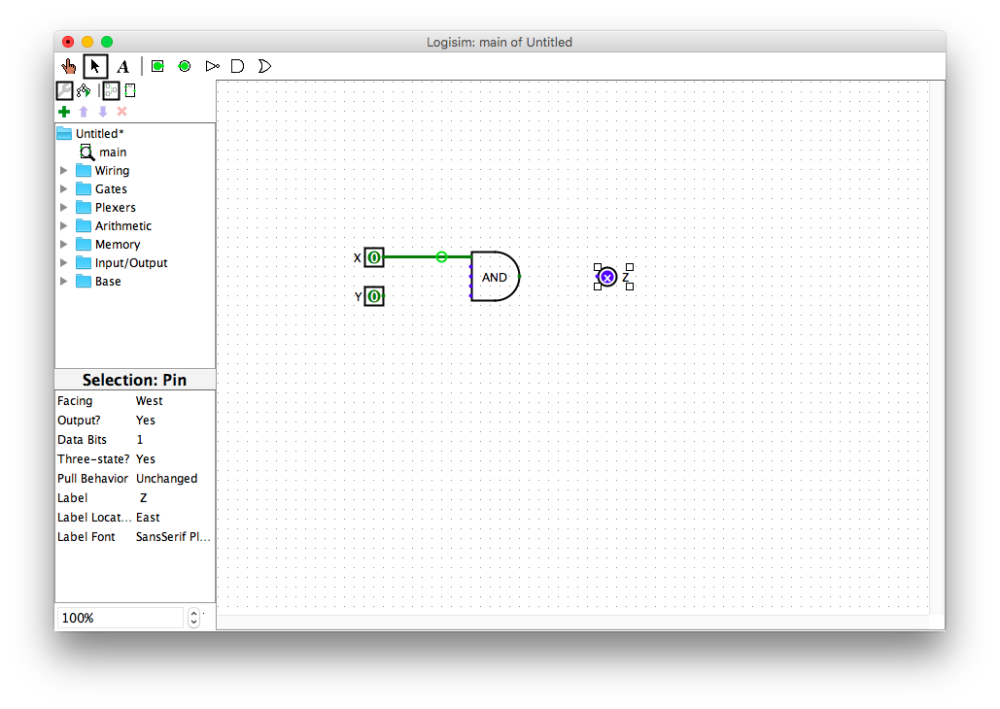 Logisim: main of Untitled
A
Untitled*
main
Wiring
Gates
Plexers
Arithmetic
Memory
Input/Output
Base
X 0
AND
x Z
Y 0
Selection: Pin
Facing West
Output? Yes
Data Bits 1
Three-state? Yes
Pull Behavior Unchanged
Label Z
Label Locat... East
Label Font SansSerif Pl...
100%